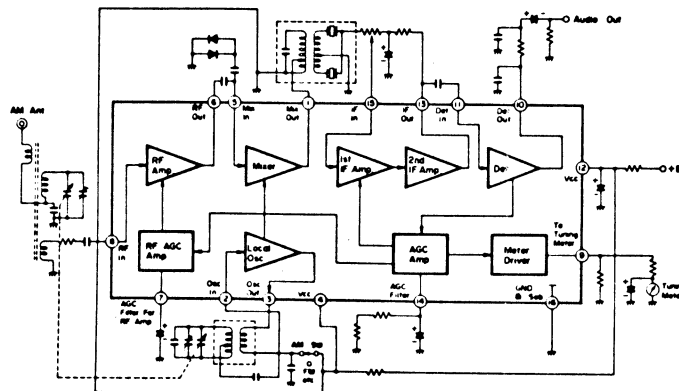 Audio Out
AM Ant
RF Out
6
Mix In
5
Mix Out
1
IF In
15
IF Out
13
Det In
11
Det Out
10
RF Amp
Mixer
1st IF Amp
2nd IF Amp
Det
12
Vcc
+B
8
RF In
RF AGC Amp
Local Osc
AGC Amp
Meter Driver
To Tuning Meter
9
Tuning Meter
7
AGC Filter For RF Amp
Osc In
2
Osc Out
3
Vcc
4
AGC Filter
14
GND & Sub
16
AM SW
FM